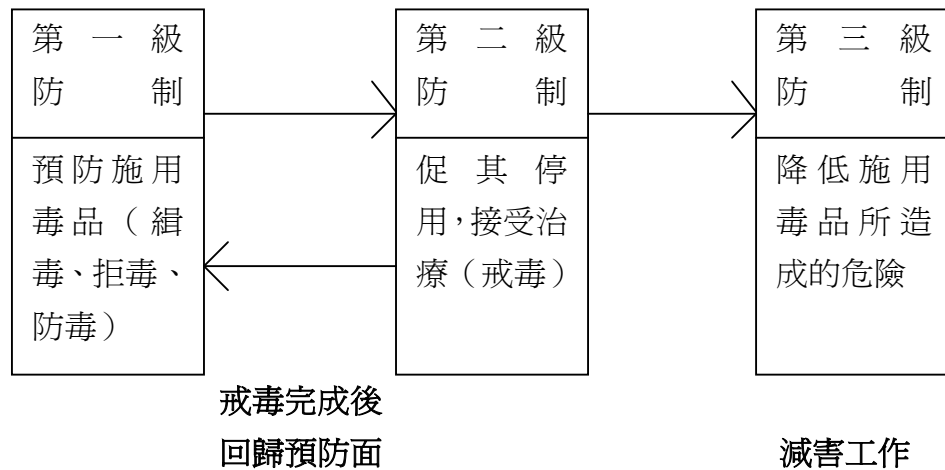 第一級
防制
預防施用
毒品（緝
毒、拒毒、
防毒）
第二級
防制
促其停
用，接受治
療（戒毒）
第三級
防制
降低施用
毒品所造
成的危險
戒毒完成後
回歸預防面
減害工作